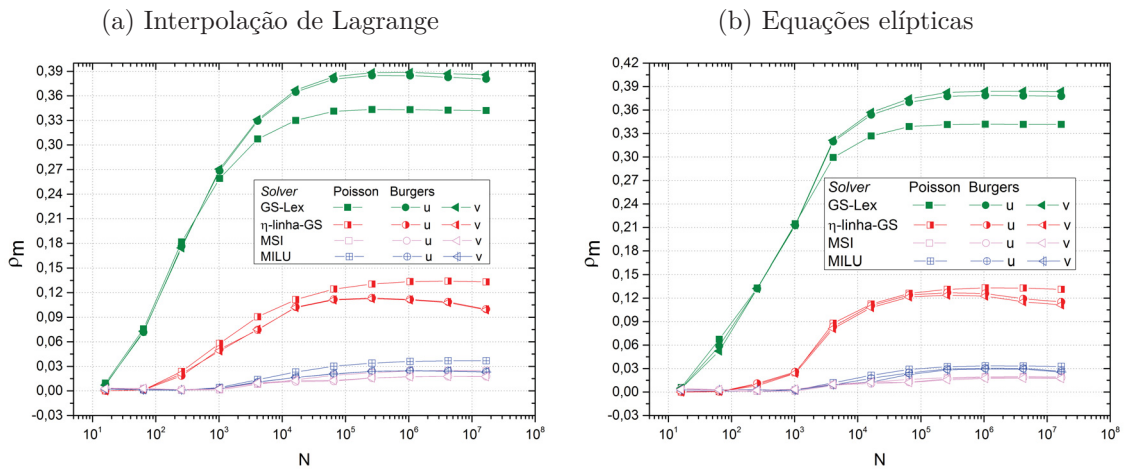 (a) Interpolação de Lagrange
0,39
0,36
0,33
0,30
0,27
0,24
0,21
0,18
0,15
0,12
0,09
0,06
0,03
0,00
-0,03
ρm
Solver Poisson Burgers
GS-Lex u v
η-linha-GS u v
MSI u v
MILU u v
10¹ 10² 10³ 10⁴ 10⁵ 10⁶ 10⁷ 10⁸
N
(b) Equações elípticas
0,42
0,39
0,36
0,33
0,30
0,27
0,24
0,21
0,18
0,15
0,12
0,09
0,06
0,03
0,00
-0,03
ρm
Solver Poisson Burgers
GS-Lex u v
η-linha-GS u v
MSI u v
MILU u v
10¹ 10² 10³ 10⁴ 10⁵ 10⁶ 10⁷ 10⁸
N